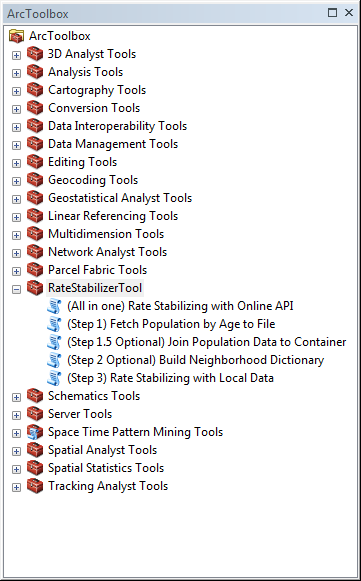 ArcToolbox
ArcToolbox
3D Analyst Tools
Analysis Tools
Cartography Tools
Conversion Tools
Data Interoperability Tools
Data Management Tools
Editing Tools
Geocoding Tools
Geostatistical Analyst Tools
Linear Referencing Tools
Multidimension Tools
Network Analyst Tools
Parcel Fabric Tools
RateStabilizerTool
(All in one) Rate Stabilizing with Online API
(Step 1) Fetch Population by Age to File
(Step 1.5 Optional) Join Population Data to Container
(Step 2 Optional) Build Neighborhood Dictionary
(Step 3) Rate Stabilizing with Local Data
Schematics Tools
Server Tools
Space Time Pattern Mining Tools
Spatial Analyst Tools
Spatial Statistics Tools
Tracking Analyst Tools